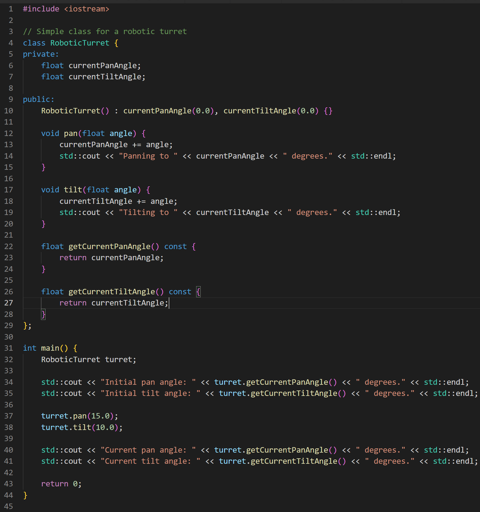 1 #include <iostream>
2
3 // Simple class for a robotic turret
4 class RoboticTurret {
5 private:
6     float currentPanAngle;
7     float currentTiltAngle;
8
9 public:
10     RoboticTurret() : currentPanAngle(0.0), currentTiltAngle(0.0) {}
11
12     void pan(float angle) {
13         currentPanAngle += angle;
14         std::cout << "Panning to " << currentPanAngle << " degrees." << std::endl;
15     }
16
17     void tilt(float angle) {
18         currentTiltAngle += angle;
19         std::cout << "Tilting to " << currentTiltAngle << " degrees." << std::endl;
20     }
21
22     float getCurrentPanAngle() const {
23         return currentPanAngle;
24     }
25
26     float getCurrentTiltAngle() const {
27         return currentTiltAngle;
28     }
29 };
30
31 int main() {
32     RoboticTurret turret;
33
34     std::cout << "Initial pan angle: " << turret.getCurrentPanAngle() << " degrees." << std::endl;
35     std::cout << "Initial tilt angle: " << turret.getCurrentTiltAngle() << " degrees." << std::endl;
36
37     turret.pan(15.0);
38     turret.tilt(10.0);
39
40     std::cout << "Current pan angle: " << turret.getCurrentPanAngle() << " degrees." << std::endl;
41     std::cout << "Current tilt angle: " << turret.getCurrentTiltAngle() << " degrees." << std::endl;
42
43     return 0;
44 }
45